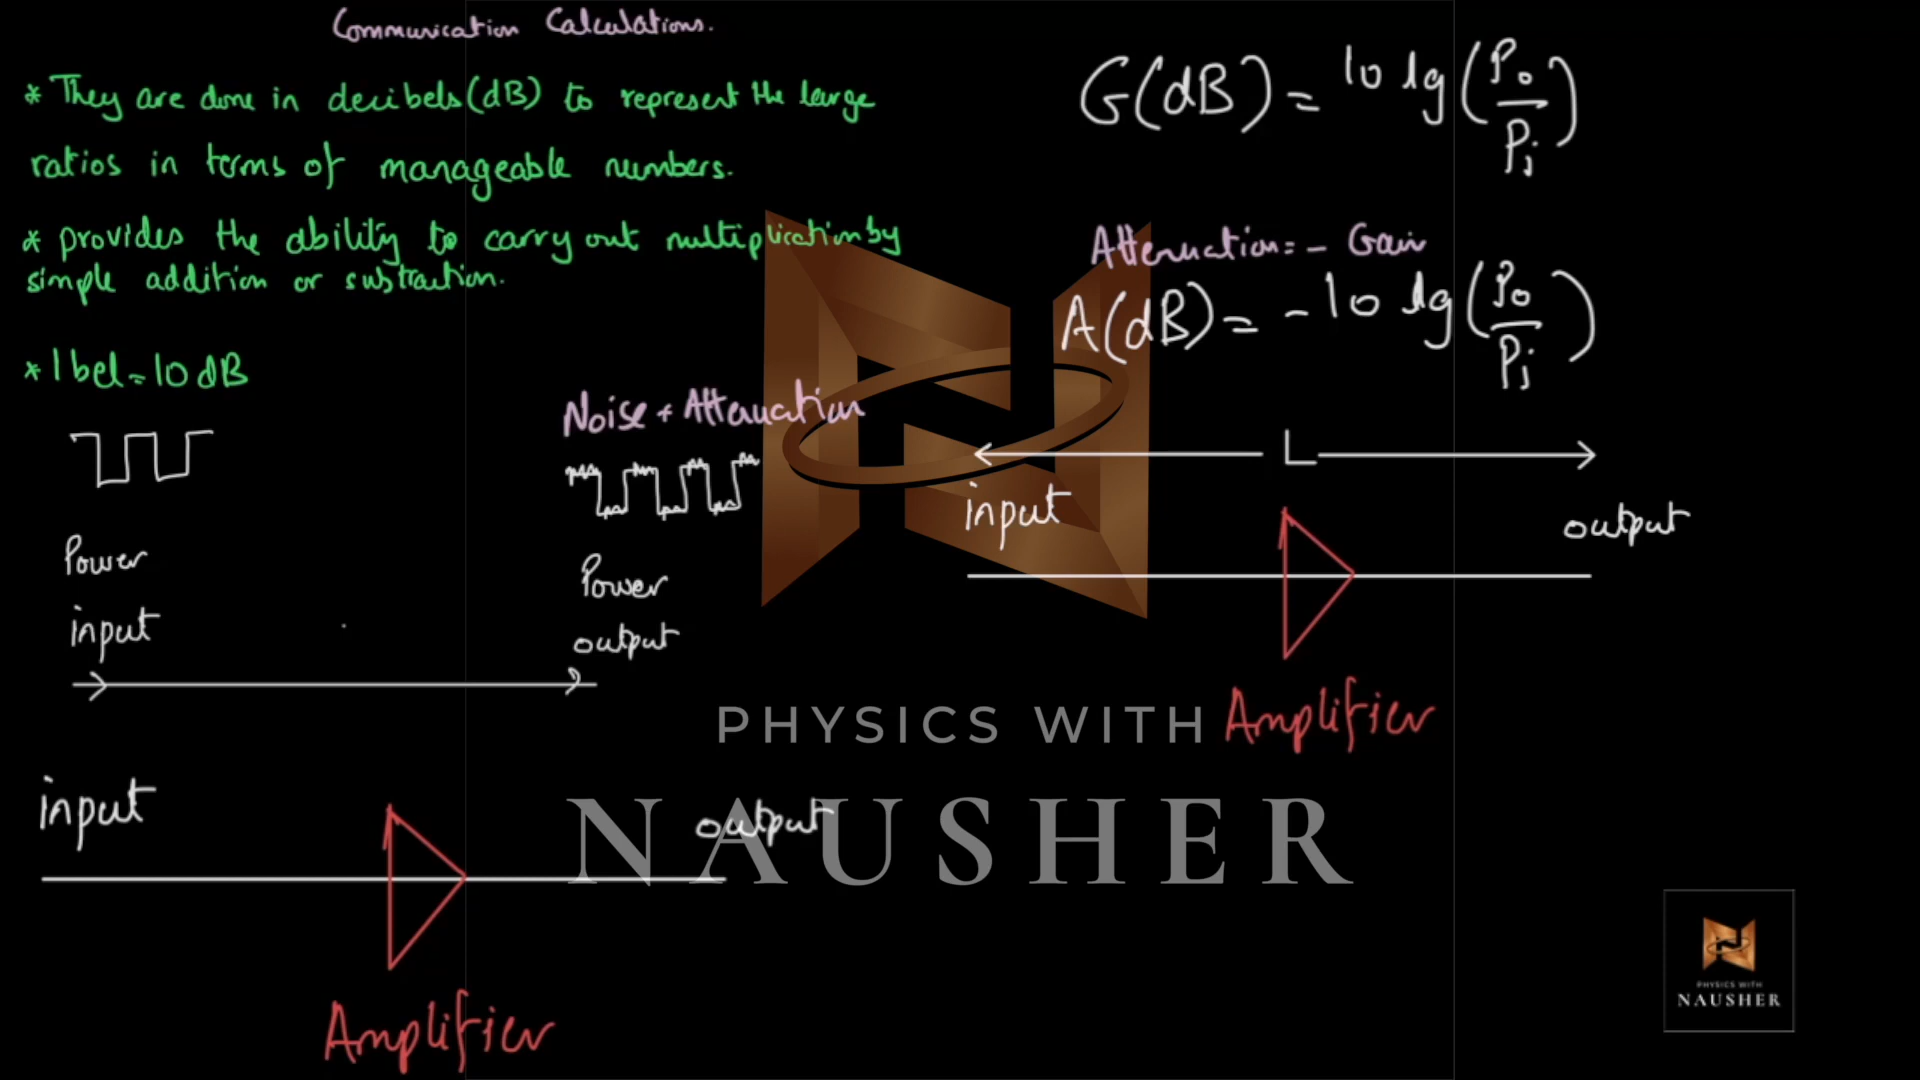 Communication Calculations.
* They are done in decibels (dB) to represent the large
ratios in terms of manageable numbers.
* provides the ability to carry out multiplication by
simple addition or subtraction.
* 1 bel = 10 dB
Noise + Attenuation
Power
input
Power
output
input
output
Amplifier
G(dB) = 10 lg (Po/Pi)
Attenuation = - Gain
A(dB) = - 10 lg (Po/Pi)
L
input
output
Amplifier
PHYSICS WITH
NAUSHER
PHYSICS WITH
NAUSHER